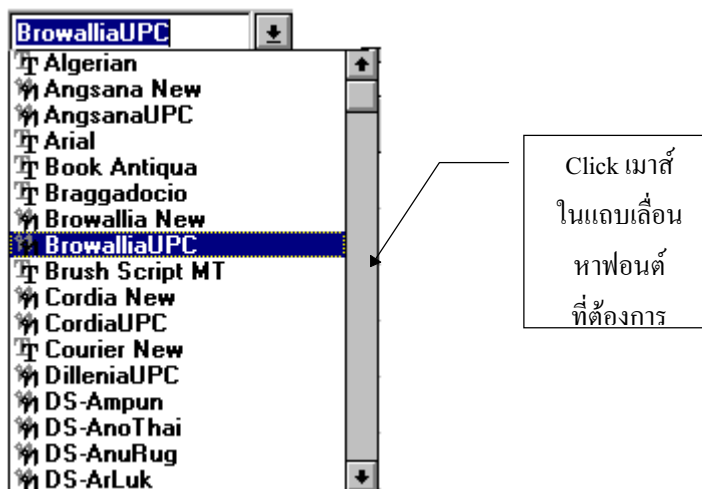 BrowalliaUPC
Algerian
Angsana New
AngsanaUPC
Arial
Book Antiqua
Braggadocio
Browallia New
BrowalliaUPC
Brush Script MT
Cordia New
CordiaUPC
Courier New
DilleniaUPC
DS-Ampun
DS-AnoThai
DS-AnuRug
DS-ArLuk
Click เมาส์
ในแถบเลื่อน
หาฟอนต์
ที่ต้องการ